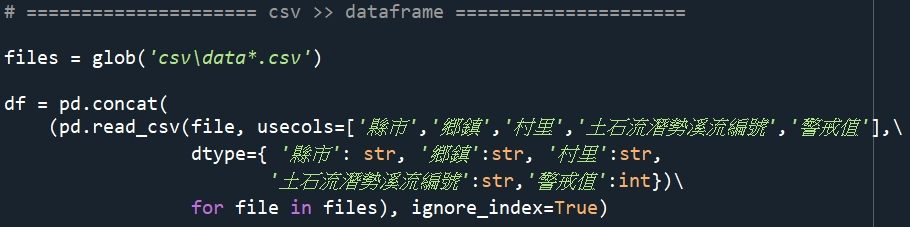 # ===================== csv >> dataframe =====================
files = glob('csv\data*.csv')
df = pd.concat(
(pd.read_csv(file, usecols=['縣市','鄉鎮','村里','土石流潛勢溪流編號','警戒值'],\
dtype={ '縣市': str, '鄉鎮':str, '村里':str,
'土石流潛勢溪流編號':str,'警戒值':int})\
for file in files), ignore_index=True)